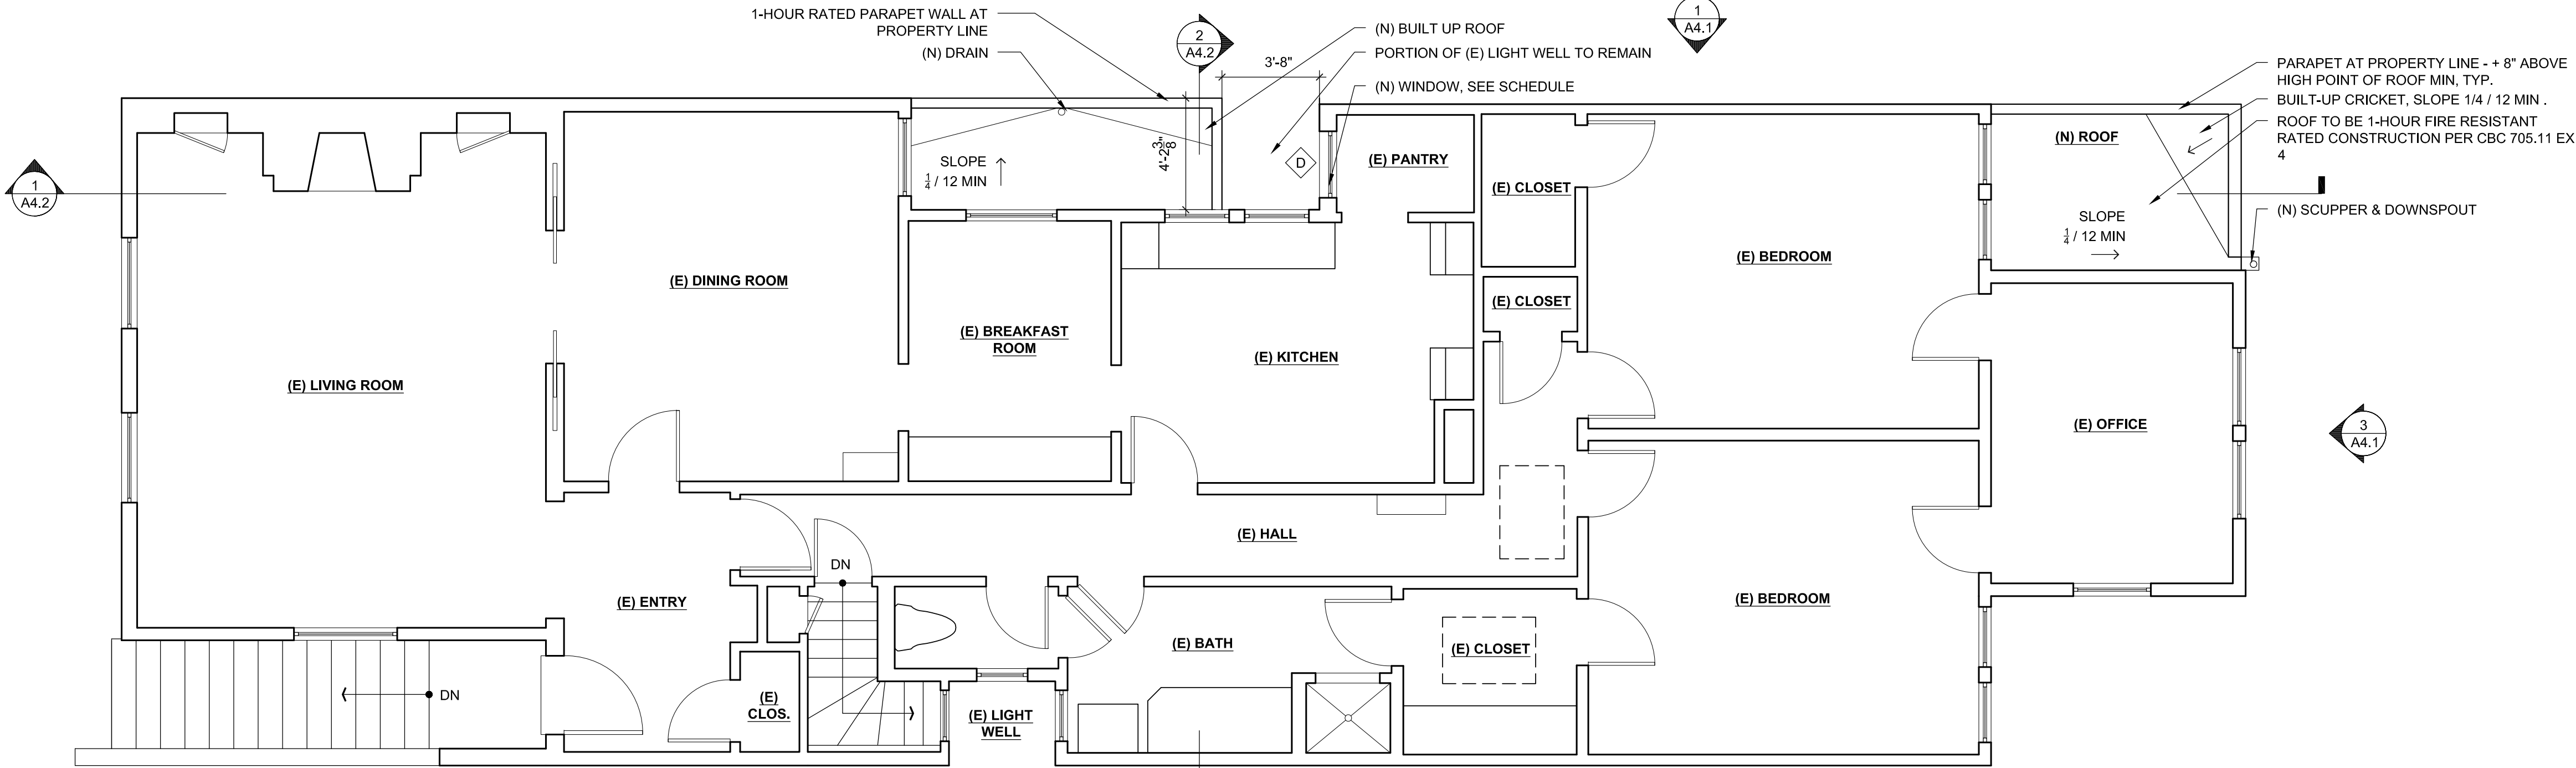 1-HOUR RATED PARAPET WALL AT
PROPERTY LINE
(N) DRAIN
2
A4.2
(N) BUILT UP ROOF
PORTION OF (E) LIGHT WELL TO REMAIN
3'-8"
(N) WINDOW, SEE SCHEDULE
1
A4.1
PARAPET AT PROPERTY LINE - + 8" ABOVE
HIGH POINT OF ROOF MIN, TYP.
BUILT-UP CRICKET, SLOPE 1/4 / 12 MIN .
ROOF TO BE 1-HOUR FIRE RESISTANT
RATED CONSTRUCTION PER CBC 705.11 EX
4
(N) SCUPPER & DOWNSPOUT
1
A4.2
SLOPE
1/4 / 12 MIN
4'-2 3/8"
D
(E) PANTRY
(E) CLOSET
(N) ROOF
SLOPE
1/4 / 12 MIN
(E) DINING ROOM
(E) BREAKFAST
ROOM
(E) KITCHEN
(E) CLOSET
(E) BEDROOM
(E) LIVING ROOM
(E) OFFICE
3
A4.1
(E) HALL
DN
(E) ENTRY
(E) BATH
(E) CLOSET
(E) BEDROOM
DN
(E)
CLOS.
(E) LIGHT
WELL